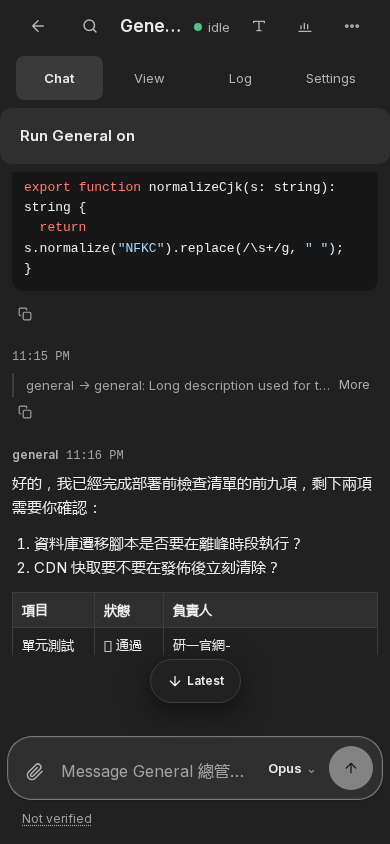 Gene... idle
Chat View Log Settings
Run General on
export function normalizeCjk(s: string):
string {
return
s.normalize("NFKC").replace(/\s+/g, " ");
}
11:15 PM
general → general: Long description used for t... More
general 11:16 PM
好的，我已經完成部署前檢查清單的前九項，剩下兩項
需要你確認：
1. 資料庫遷移腳本是否要在離峰時段執行？
2. CDN 快取要不要在發佈後立刻清除？
項目 狀態 負責人
單元測試 通過 研一官網-
↓ Latest
Message General 總管... Opus
Not verified